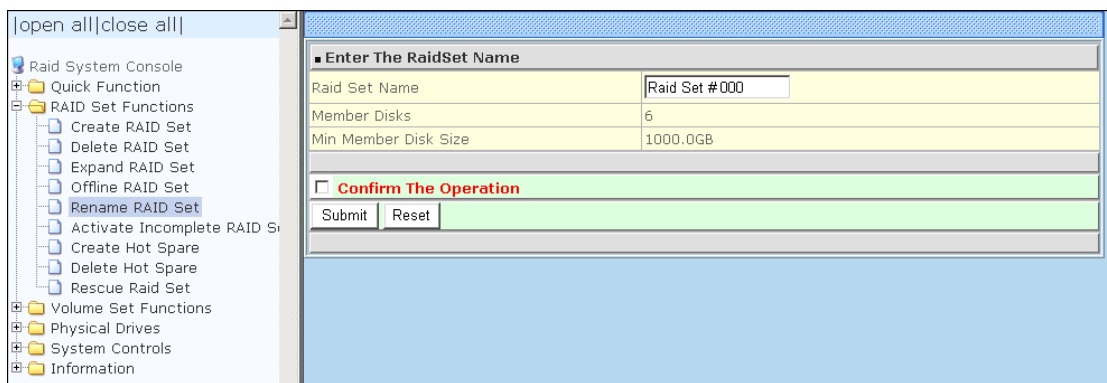 |open all|close all|
Raid System Console
Quick Function
RAID Set Functions
Create RAID Set
Delete RAID Set
Expand RAID Set
Offline RAID Set
Rename RAID Set
Activate Incomplete RAID
Create Hot Spare
Delete Hot Spare
Rescue Raid Set
Volume Set Functions
Physical Drives
System Controls
Information
Enter The RaidSet Name
Raid Set Name Raid Set #000
Member Disks 6
Min Member Disk Size 1000.0GB
Confirm The Operation
Submit Reset